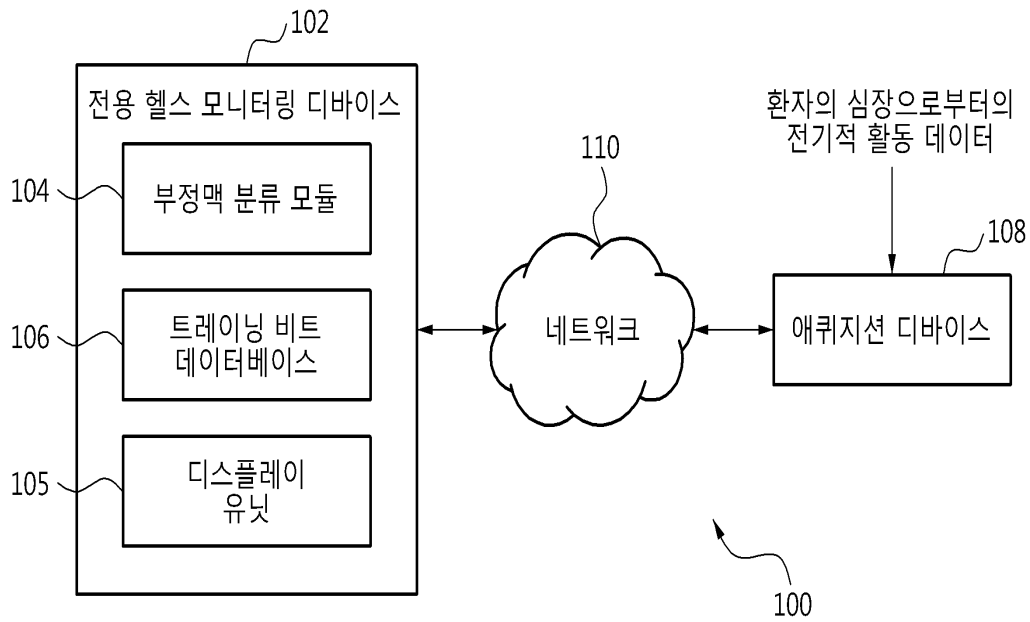 102
전용 헬스 모니터링 디바이스
104
부정맥 분류 모듈
106
트레이닝 비트
데이터베이스
105
디스플레이
유닛
110
네트워크
환자의 심장으로부터의
전기적 활동 데이터
108
애퀴지션 디바이스
100